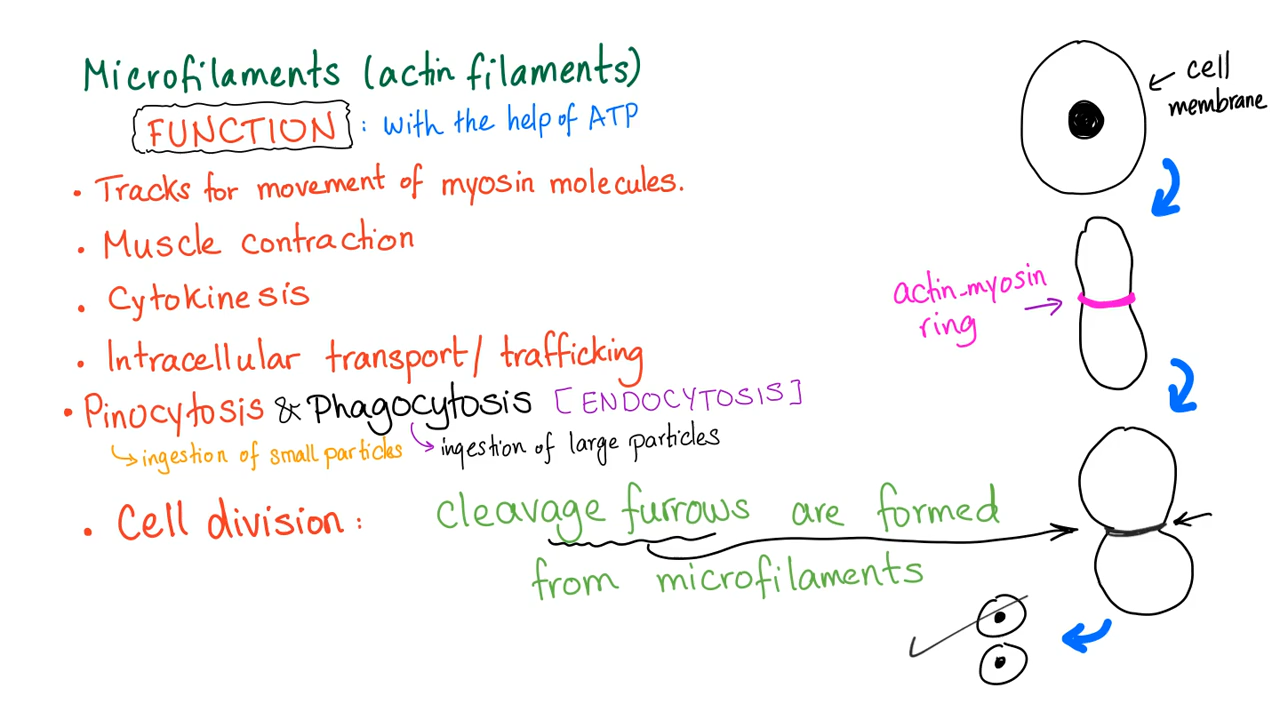 Microfilaments (actin filaments)
FUNCTION : with the help of ATP
• Tracks for movement of myosin molecules.
• Muscle contraction
• Cytokinesis
• Intracellular transport / trafficking
• Pinocytosis & Phagocytosis [ENDOCYTOSIS]
ingestion of small particles ingestion of large particles
• Cell division : cleavage furrows are formed
from microfilaments
cell
membrane
actin-myosin
ring